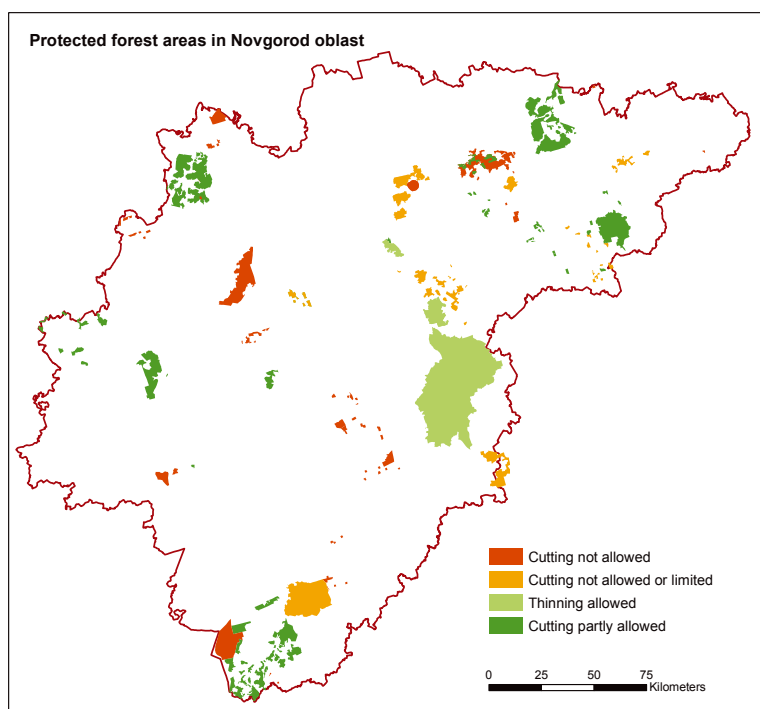 Protected forest areas in Novgorod oblast
Cutting not allowed
Cutting not allowed or limited
Thinning allowed
Cutting partly allowed
0 25 50 75
Kilometers